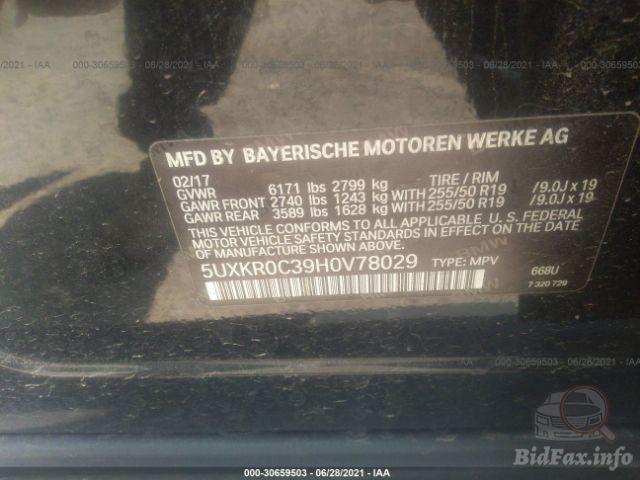 000-30659503 - 06/28/2021 - IAA
MFD BY BAYERISCHE MOTOREN WERKE AG
02/17 TIRE / RIM
GVWR 6171 lbs 2799 kg
GAWR FRONT 2740 lbs 1243 kg WITH 255/50 R19 /9.0J x 19
GAWR REAR 3589 lbs 1628 kg WITH 255/50 R19 /9.0J x 19
THIS VEHICLE CONFORMS TO ALL APPLICABLE U.S. FEDERAL
MOTOR VEHICLE SAFETY STANDARDS IN EFFECT ON THE DATE
OF MANUFACTURE SHOWN ABOVE.
5UXKR0C39H0V78029 TYPE: MPV 668U
7 320 729
000-30659503 - 06/28/2021 - IAA
BidFax.info